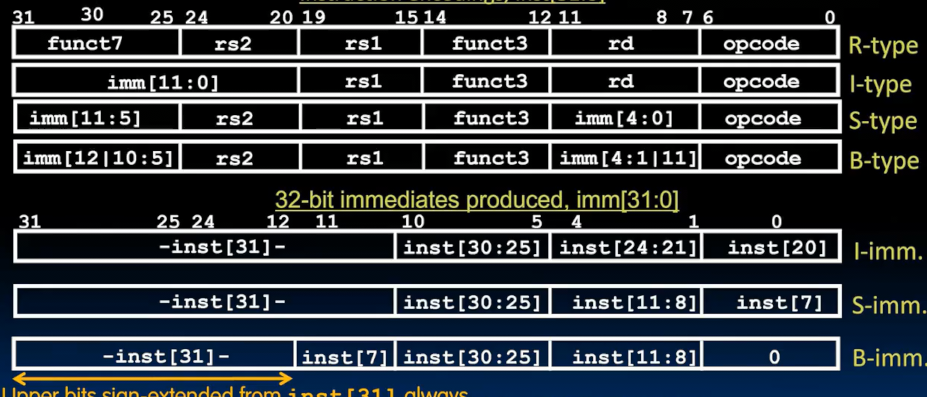 31 30 25 24 20 19 15 14 12 11 8 7 6 0
funct7 rs2 rs1 funct3 rd opcode R-type
imm[11:0] rs1 funct3 rd opcode I-type
imm[11:5] rs2 rs1 funct3 imm[4:0] opcode S-type
imm[12|10:5] rs2 rs1 funct3 imm[4:1|11] opcode B-type
32-bit immediates produced, imm[31:0]
31 25 24 12 11 10 5 4 1 0
-inst[31]- inst[30:25] inst[24:21] inst[20] I-imm.
-inst[31]- inst[30:25] inst[11:8] inst[7] S-imm.
-inst[31]- inst[7] inst[30:25] inst[11:8] 0 B-imm.
Upper bits sign-extended from inst[31] always